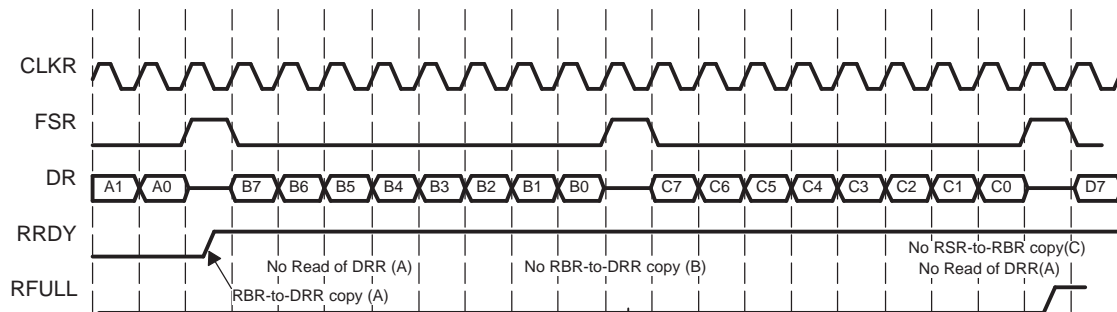 CLKR
FSR
DR
A1 A0 B7 B6 B5 B4 B3 B2 B1 B0 C7 C6 C5 C4 C3 C2 C1 C0 D7
RRDY
No RSR-to-RBR copy(C)
No Read of DRR (A)
No RBR-to-DRR copy (B)
No Read of DRR(A)
RFULL
RBR-to-DRR copy (A)